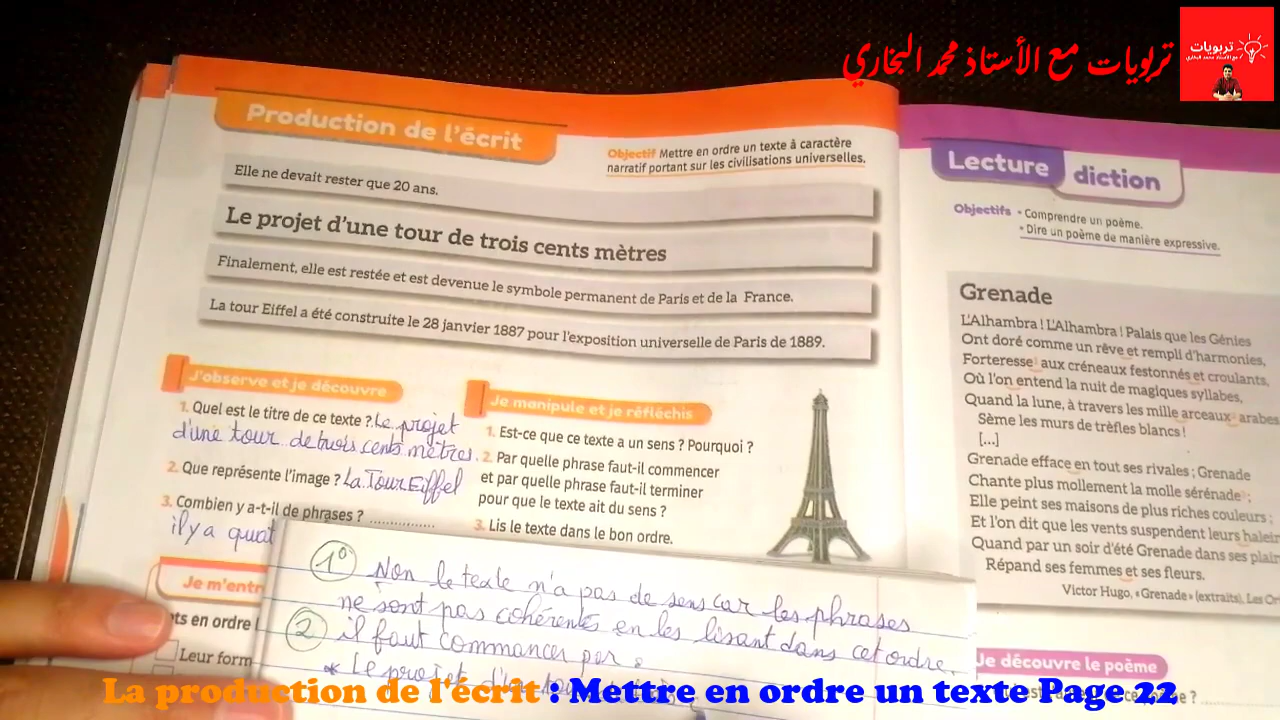 تربويات مع الأستاذ محمد البخاري
تربويات
مع الأستاذ محمد البخاري
Production de l'écrit
Objectif Mettre en ordre un texte à caractère
narratif portant sur les civilisations universelles.
Elle ne devait rester que 20 ans.
Le projet d'une tour de trois cents mètres
Finalement, elle est restée et est devenue le symbole permanent de Paris et de la France.
La tour Eiffel a été construite le 28 janvier 1887 pour l'exposition universelle de Paris de 1889.
J'observe et je découvre
1. Quel est le titre de ce texte ? Le projet
d'une tour de trois cents mètres.
2. Que représente l'image ? La Tour Eiffel
3. Combien y a-t-il de phrases ? ................
il y a quat
Je m'entr
ts en ordre l
Leur form
Je manipule et je réfléchis
1. Est-ce que ce texte a un sens ? Pourquoi ?
2. Par quelle phrase faut-il commencer
et par quelle phrase faut-il terminer
pour que le texte ait du sens ?
3. Lis le texte dans le bon ordre.
1° Non le texte n'a pas de sens car les phrases
ne sont pas cohérentes en les lisant dans cet ordre.
2 il faut commancer par :
* Le projet d'une tour
Lecture diction
Objectifs • Comprendre un poème.
• Dire un poème de manière expressive.
Grenade
L'Alhambra ! L'Alhambra ! Palais que les Génies
Ont doré comme un rêve et rempli d'harmonies,
Forteresse aux créneaux festonnés et croulants,
Où l'on entend la nuit de magiques syllabes,
Quand la lune, à travers les mille arceaux arabes
Sème les murs de trèfles blancs !
[...]
Grenade efface en tout ses rivales ; Grenade
Chante plus mollement la molle sérénade ;
Elle peint ses maisons de plus riches couleurs ;
Et l'on dit que les vents suspendent leurs halein
Quand par un soir d'été Grenade dans ses plain
Répand ses femmes et ses fleurs.
Victor Hugo, « Grenade » (extraits), Les Or
Je découvre le poème
La production de l'écrit : Mettre en ordre un texte Page 22